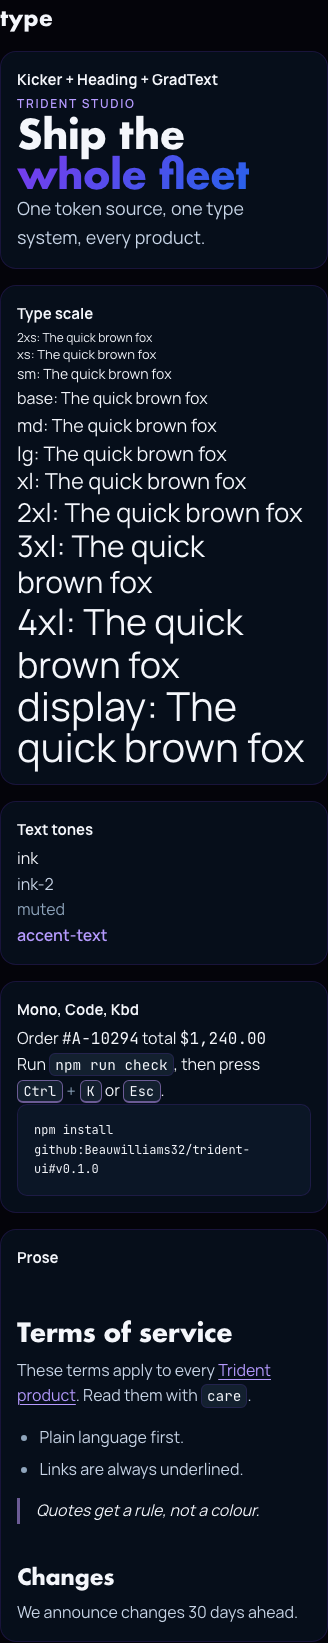 type
Kicker + Heading + GradText
TRIDENT STUDIO
Ship the
whole fleet
One token source, one type
system, every product.
Type scale
2xs: The quick brown fox
xs: The quick brown fox
sm: The quick brown fox
base: The quick brown fox
md: The quick brown fox
lg: The quick brown fox
xl: The quick brown fox
2xl: The quick brown fox
3xl: The quick
brown fox
4xl: The quick
brown fox
display: The
quick brown fox
Text tones
ink
ink-2
muted
accent-text
Mono, Code, Kbd
Order #A-10294 total $1,240.00
Run npm run check, then press
Ctrl + K or Esc.
npm install
github:Beauwilliams32/trident-
ui#v0.1.0
Prose
Terms of service
These terms apply to every Trident
product. Read them with care.
• Plain language first.
• Links are always underlined.
Quotes get a rule, not a colour.
Changes
We announce changes 30 days ahead.